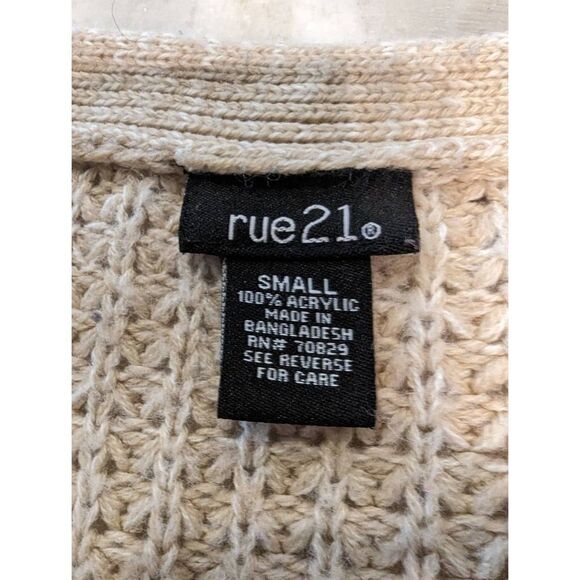 rue21®
SMALL
100% ACRYLIC
MADE IN
BANGLADESH
RN# 70829
SEE REVERSE
FOR CARE